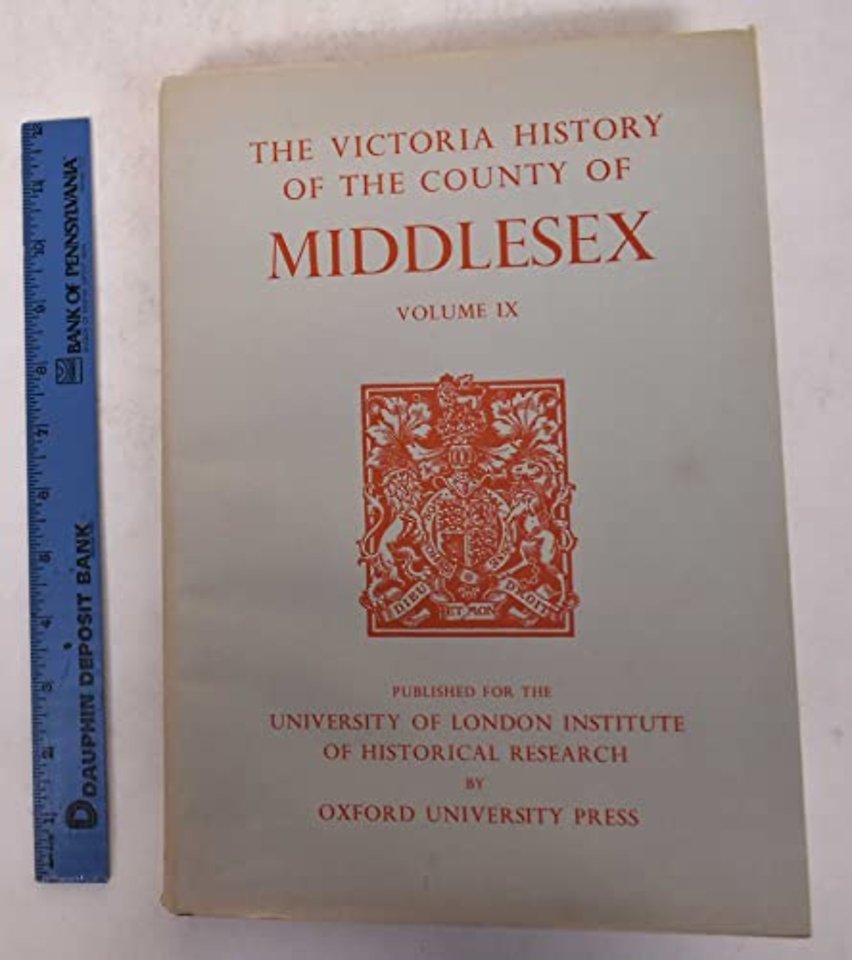 THE VICTORIA HISTORY
OF THE COUNTY OF
MIDDLESEX
VOLUME IX
DIEU ET MON DROIT
PUBLISHED FOR THE
UNIVERSITY OF LONDON INSTITUTE
OF HISTORICAL RESEARCH
BY
OXFORD UNIVERSITY PRESS
BANK OF PENNSYLVANIA
DAUPHIN DEPOSIT BANK